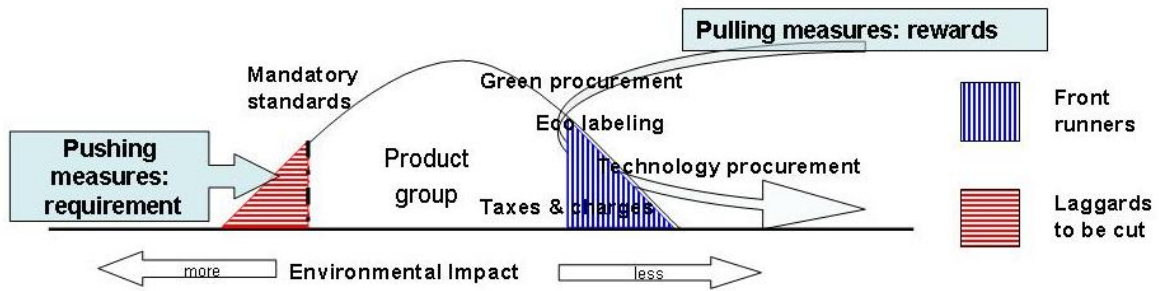 Pulling measures: rewards
Mandatory
standards
Green procurement
Eco labeling
Front
runners
Pushing
measures:
requirement
Product
group
Technology procurement
Taxes & charges
Laggards
to be cut
more
Environmental Impact
less